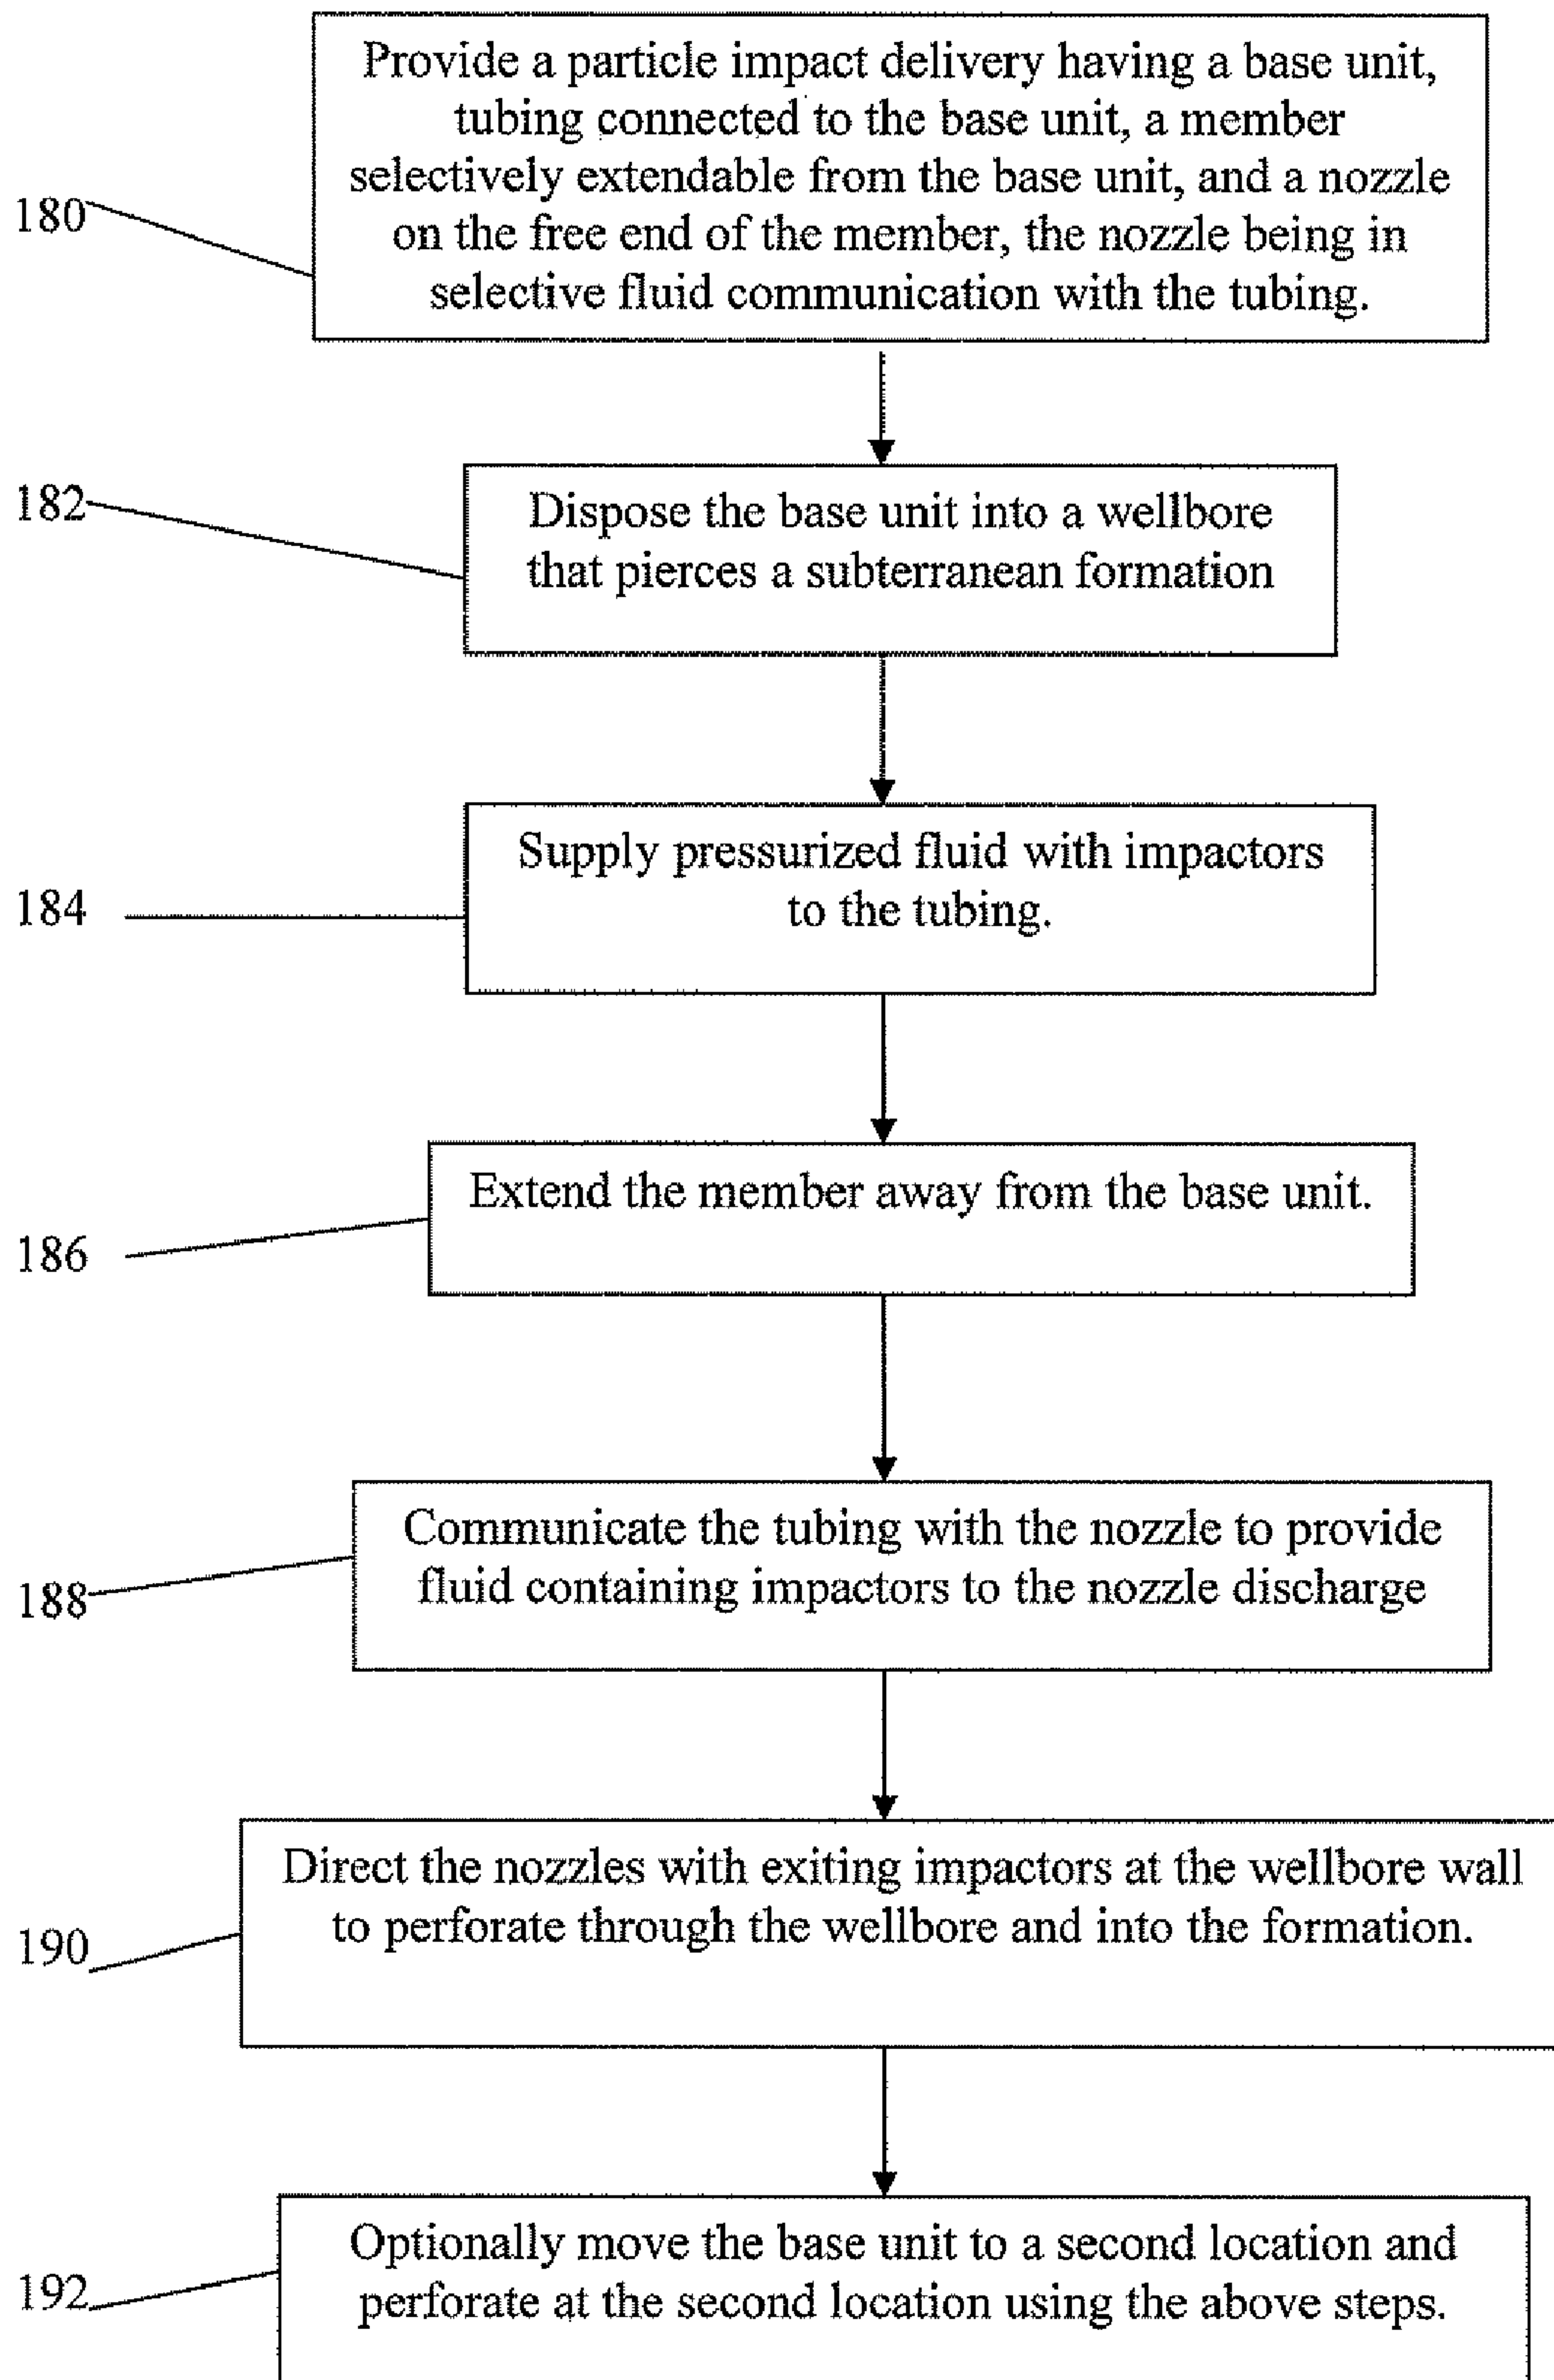 Provide a particle impact delivery having a base unit,
tubing connected to the base unit, a member
selectively extendable from the base unit, and a nozzle
on the free end of the member, the nozzle being in
selective fluid communication with the tubing.
180
Dispose the base unit into a wellbore
that pierces a subterranean formation
182
Supply pressurized fluid with impactors
to the tubing.
184
Extend the member away from the base unit.
186
Communicate the tubing with the nozzle to provide
fluid containing impactors to the nozzle discharge
188
Direct the nozzles with exiting impactors at the wellbore wall
to perforate through the wellbore and into the formation.
190
Optionally move the base unit to a second location and
perforate at the second location using the above steps.
192